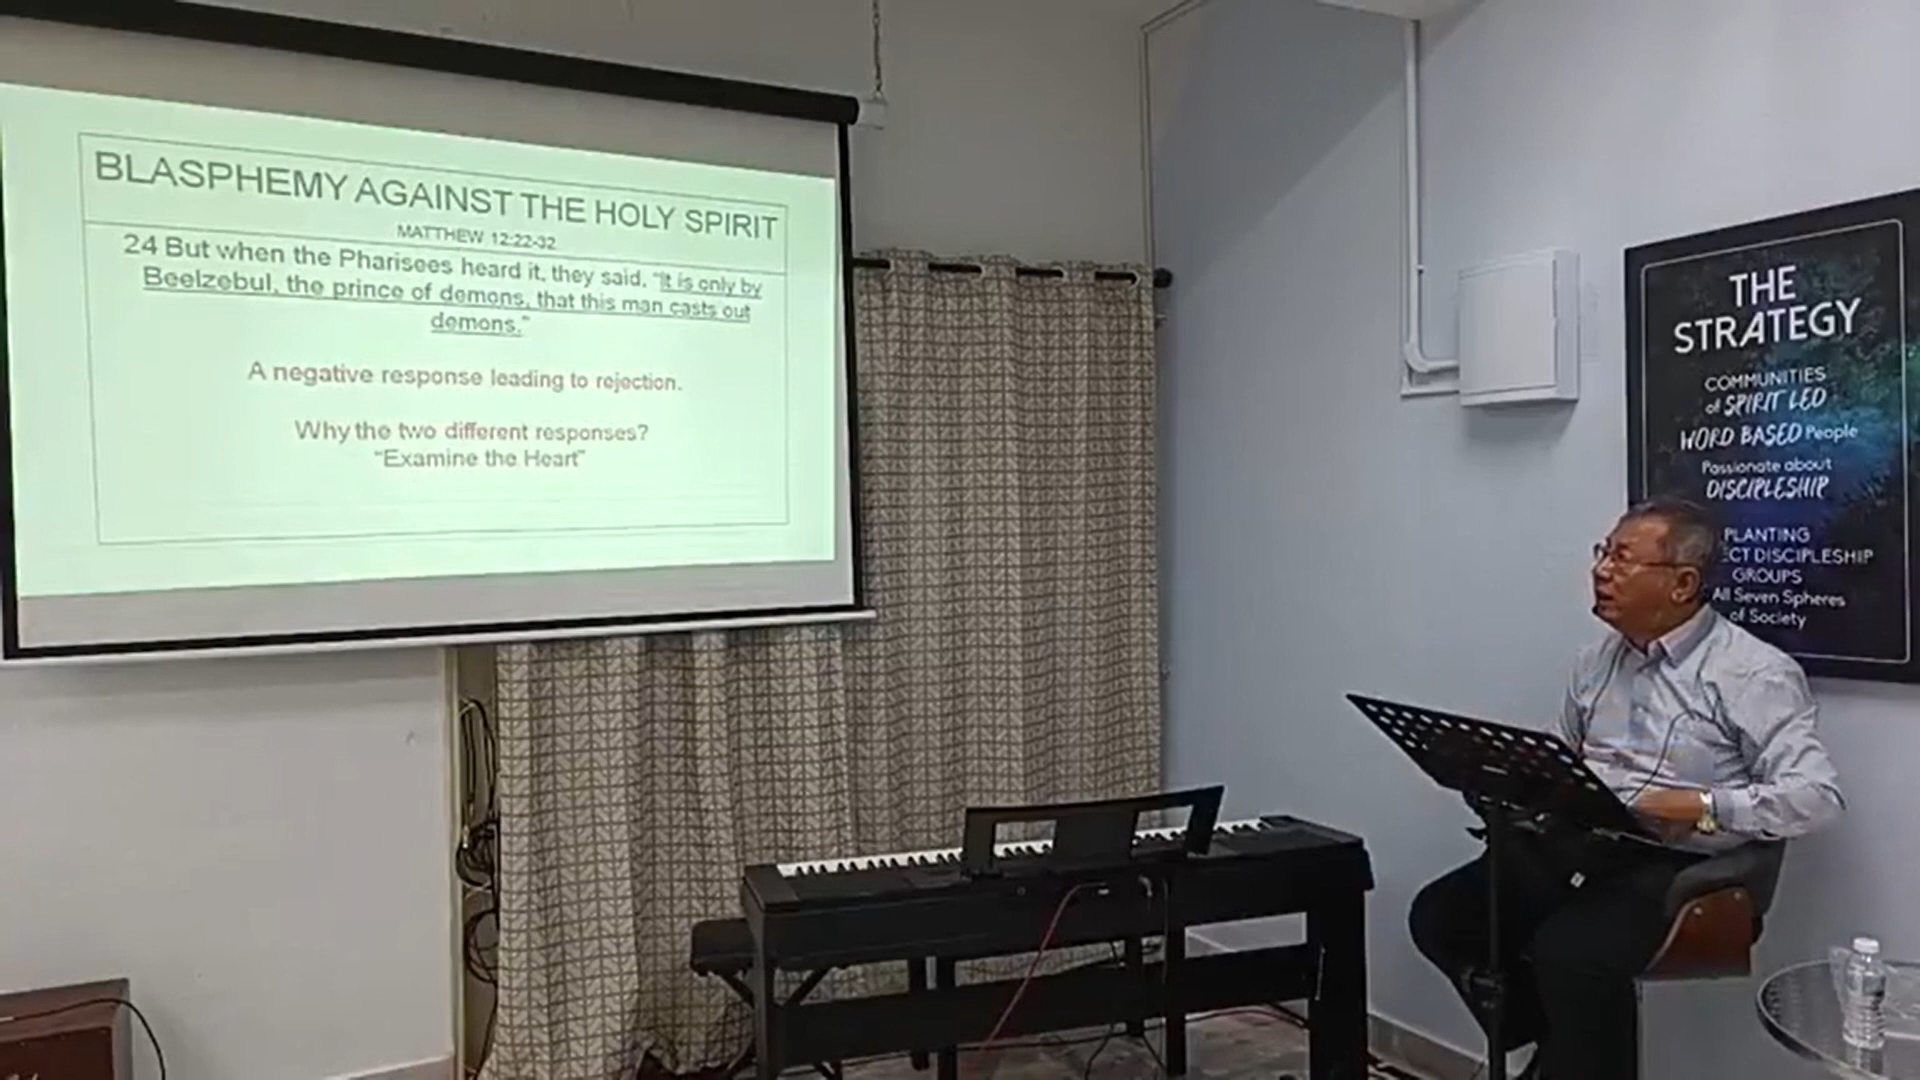 BLASPHEMY AGAINST THE HOLY SPIRIT
MATTHEW 12:22-32
24 But when the Pharisees heard it, they said, "It is only by
Beelzebul, the prince of demons, that this man casts out
demons."
A negative response leading to rejection.
Why the two different responses?
"Examine the Heart"
THE
STRATEGY
COMMUNITIES
of SPIRIT LED
WORD BASED People
Passionate about
DISCIPLESHIP
PLANTING
DISCIPLESHIP
GROUPS
All Seven Spheres
of Society